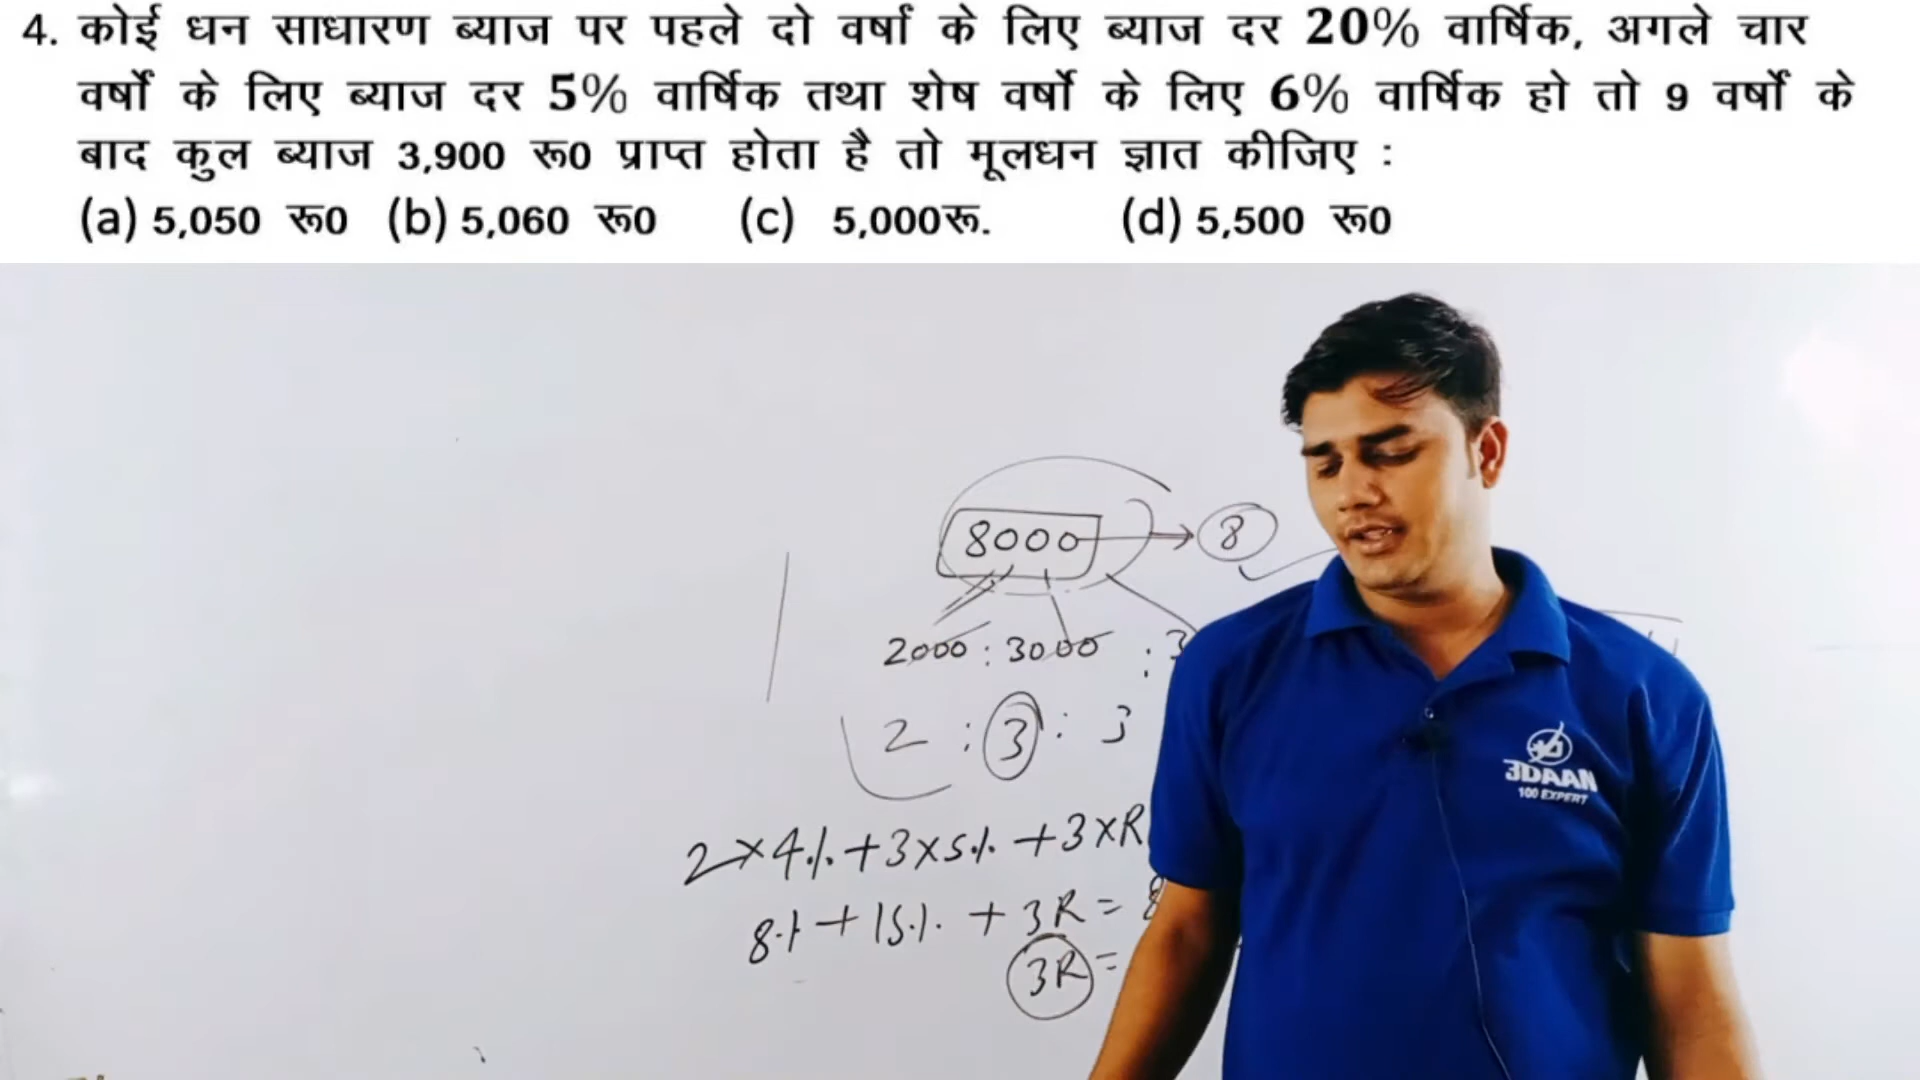 4. कोई धन साधारण ब्याज पर पहले दो वर्षां के लिए ब्याज दर 20% वार्षिक, अगले चार
वर्षों के लिए ब्याज दर 5% वार्षिक तथा शेष वर्षो के लिए 6% वार्षिक हो तो 9 वर्षों के
बाद कुल ब्याज 3,900 रू0 प्राप्त होता है तो मूलधन ज्ञात कीजिए :
(a) 5,050 रू0 (b) 5,060 रू0 (c) 5,000रू. (d) 5,500 रू0
8000 → 8
2000 : 3000 : 3
2 : 3 : 3
2×4%+3×5%+3×R
8%+15%+3R=8
3R=
3DAAN
100 EXPERT